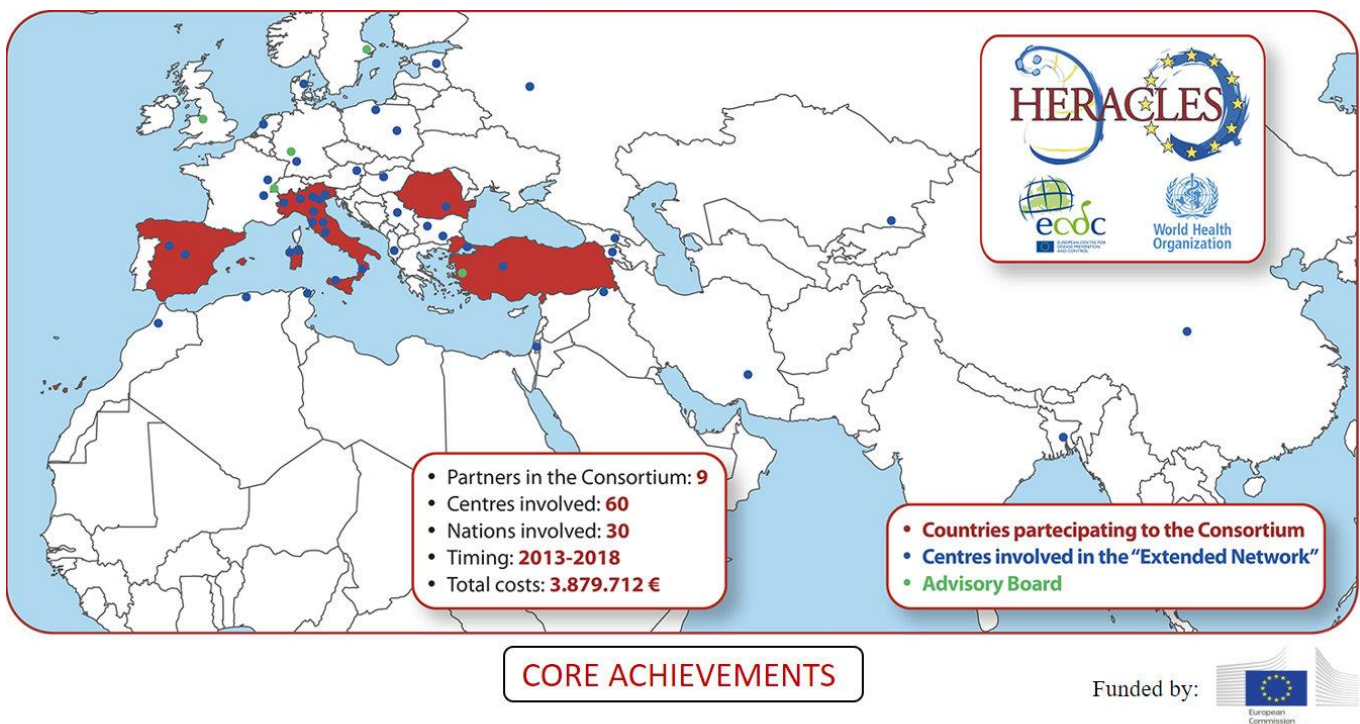 HERACLES
ecdc
EUROPEAN CENTRE FOR
DISEASE PREVENTION
AND CONTROL
World Health
Organization
• Partners in the Consortium: 9
• Centres involved: 60
• Nations involved: 30
• Timing: 2013-2018
• Total costs: 3.879.712 €
• Countries partecipating to the Consortium
• Centres involved in the “Extended Network”
• Advisory Board
CORE ACHIEVEMENTS
Funded by:
European
Commission